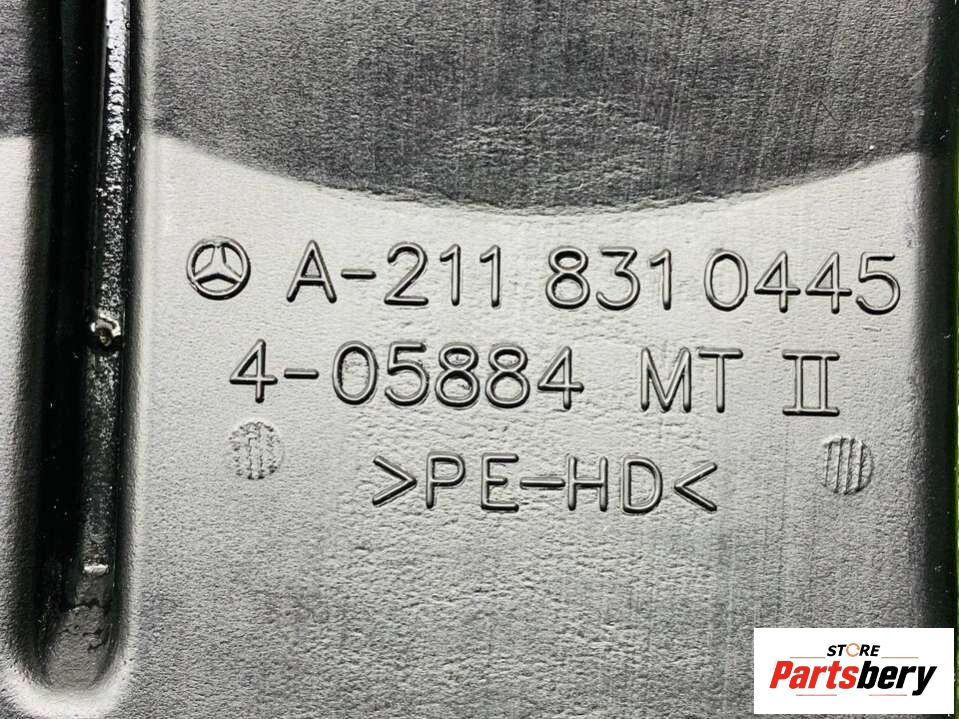 A-211 831 0445
4-05884 MT II
>PE-HD<
STORE
Partsbery